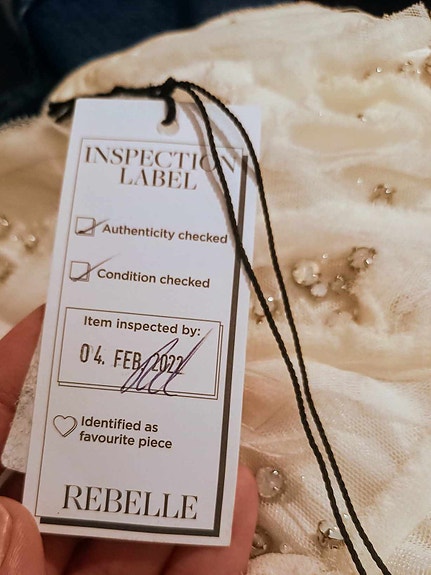 INSPECTION
LABEL
Authenticity checked
Condition checked
Item inspected by:
04. FEB 2022
Identified as
favourite piece
REBELLE